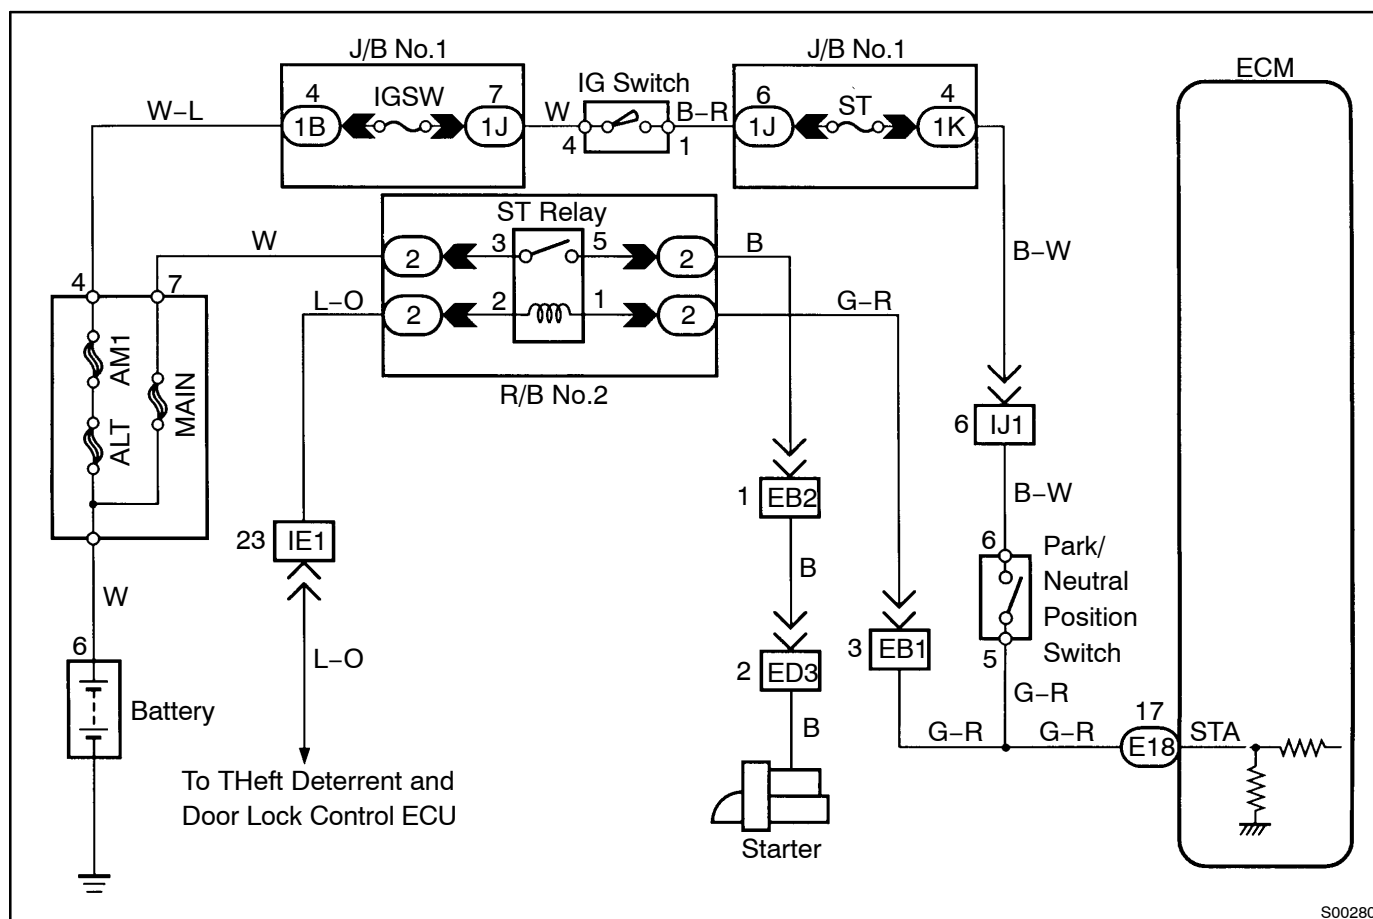 J/B No.1
J/B No.1
ECM
IG Switch
4
IGSW
7
6
ST
4
W–L
1B
1J
W
B–R
1J
1K
4
1
ST Relay
W
2
3
5
2
B
B–W
4
7
L–O
2
2
1
2
G–R
AM1
ALT
MAIN
R/B No.2
6
IJ1
1
EB2
B–W
23
IE1
6
Park/
Neutral
Position
Switch
B
W
6
L–O
2
ED3
3
EB1
5
G–R
Battery
B
G–R
G–R
17
E18
STA
To THeft Deterrent and
Door Lock Control ECU
Starter
S00280